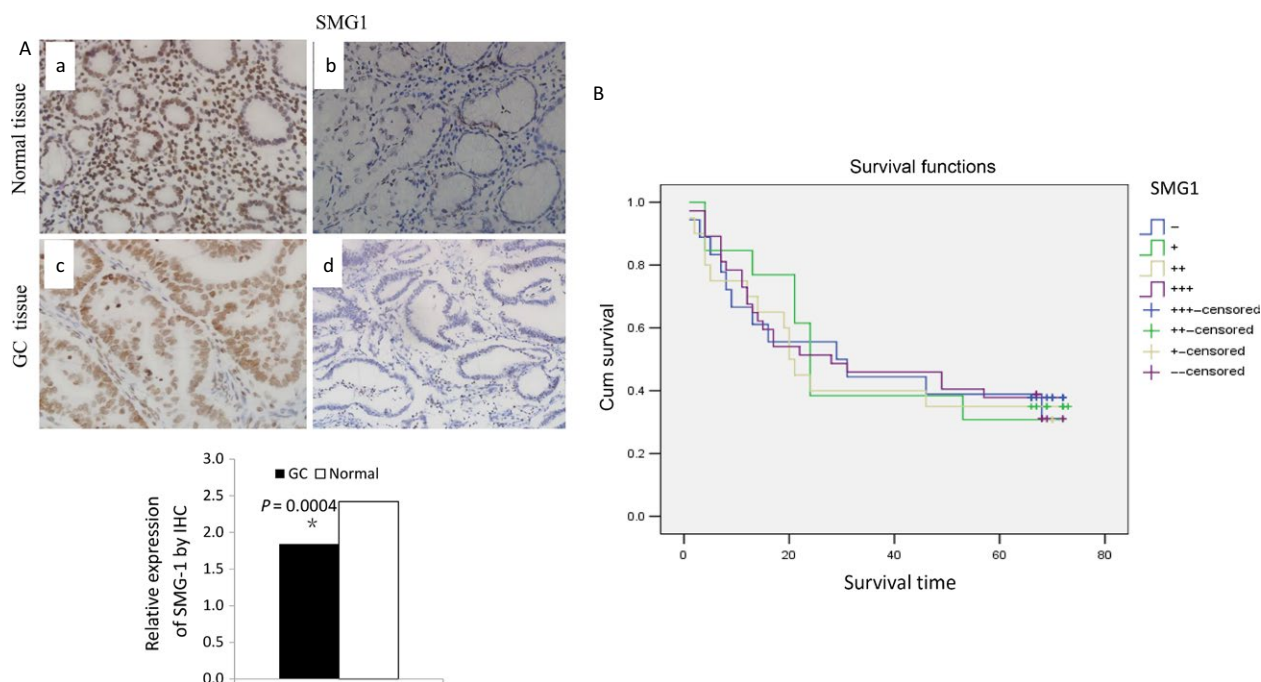 SMG1
A
a
b
Normal tissue
c
d
GC tissue
3.0
2.5
2.0
1.5
1.0
0.5
0.0
GC Normal
P = 0.0004
*
Relative expression
of SMG-1 by IHC
B
Survival functions
1.0
0.8
0.6
0.4
0.2
0.0
Cum survival
0 20 40 60 80
Survival time
SMG1
–
+
++
+++
+++–censored
++–censored
+–censored
––censored